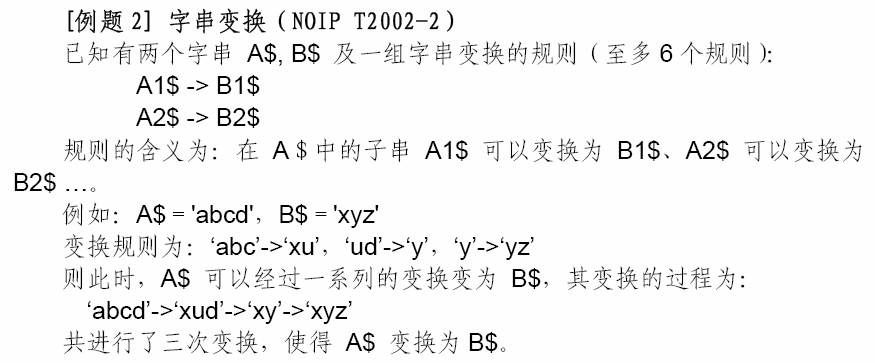 [例题2] 字串变换(NOIP T2002-2)
已知有两个字串 A$, B$ 及一组字串变换的规则(至多6个规则):
A1$ -> B1$
A2$ -> B2$
规则的含义为:在 A$中的子串 A1$ 可以变换为 B1$、A2$ 可以变换为
B2$ …。
例如:A$ = 'abcd', B$ = 'xyz'
变换规则为:‘abc’->‘xu’,‘ud’->‘y’,‘y’->‘yz’
则此时,A$ 可以经过一系列的变换变为 B$,其变换的过程为:
‘abcd’->‘xud’->‘xy’->‘xyz’
共进行了三次变换,使得 A$ 变换为B$。